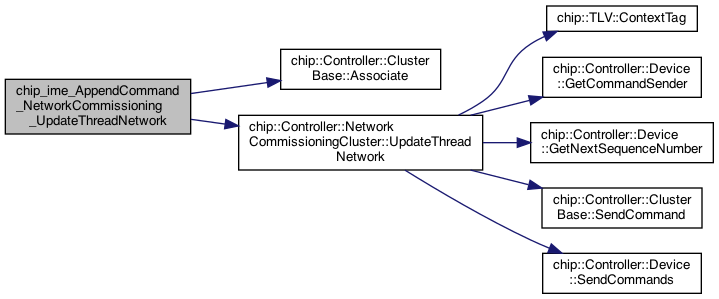 chip_ime_AppendCommand
_NetworkCommissioning
_UpdateThreadNetwork
chip::Controller::Cluster
Base::Associate
chip::Controller::Network
CommissioningCluster::UpdateThread
Network
chip::TLV::ContextTag
chip::Controller::Device
::GetCommandSender
chip::Controller::Device
::GetNextSequenceNumber
chip::Controller::Cluster
Base::SendCommand
chip::Controller::Device
::SendCommands